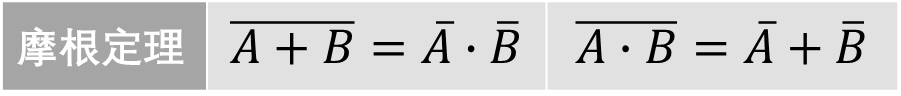 摩根定理 $\overline{A + B} = \bar{A} \cdot \bar{B}$ $\overline{A \cdot B} = \bar{A} + \bar{B}$